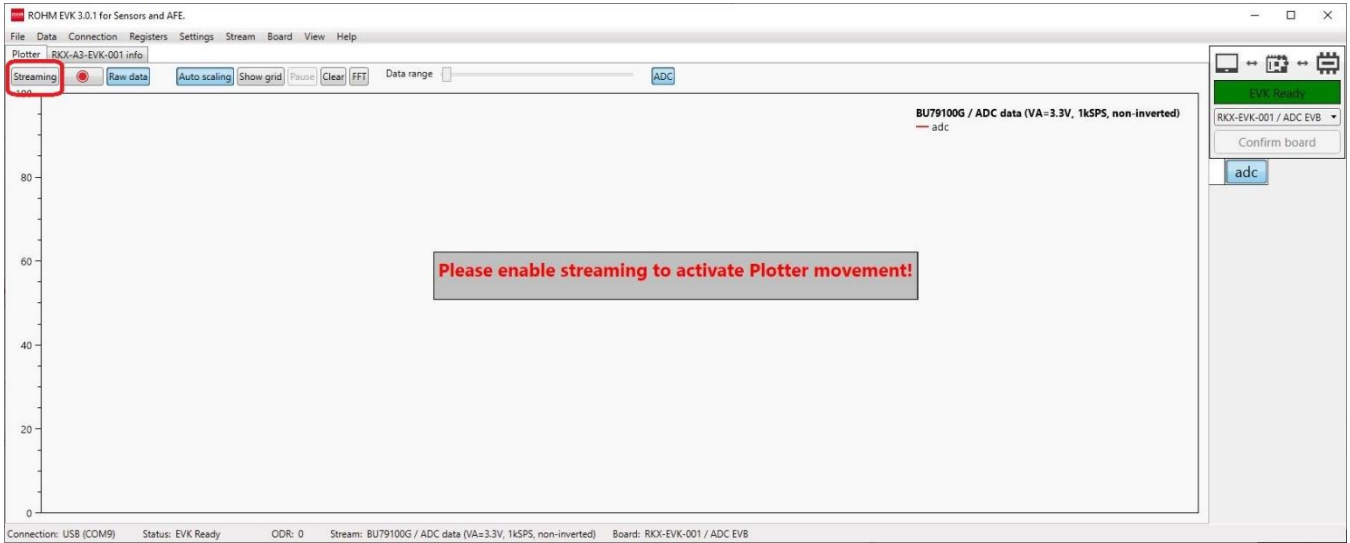 ROHM EVK 3.0.1 for Sensors and AFE.
File Data Connection Registers Settings Stream Board View Help
Plotter RKX-A3-EVK-001 info
Streaming Raw data Auto scaling Show grid Pause Clear FFT Data range ADC
EVK Ready
RKX-EVK-001 / ADC EVB
Confirm board
adc
100
BU79100G / ADC data (VA=3.3V, 1kSPS, non-inverted)
adc
80
60
Please enable streaming to activate Plotter movement!
40
20
0
Connection: USB (COM9) Status: EVK Ready ODR: 0 Stream: BU79100G / ADC data (VA=3.3V, 1kSPS, non-inverted) Board: RKX-EVK-001 / ADC EVB